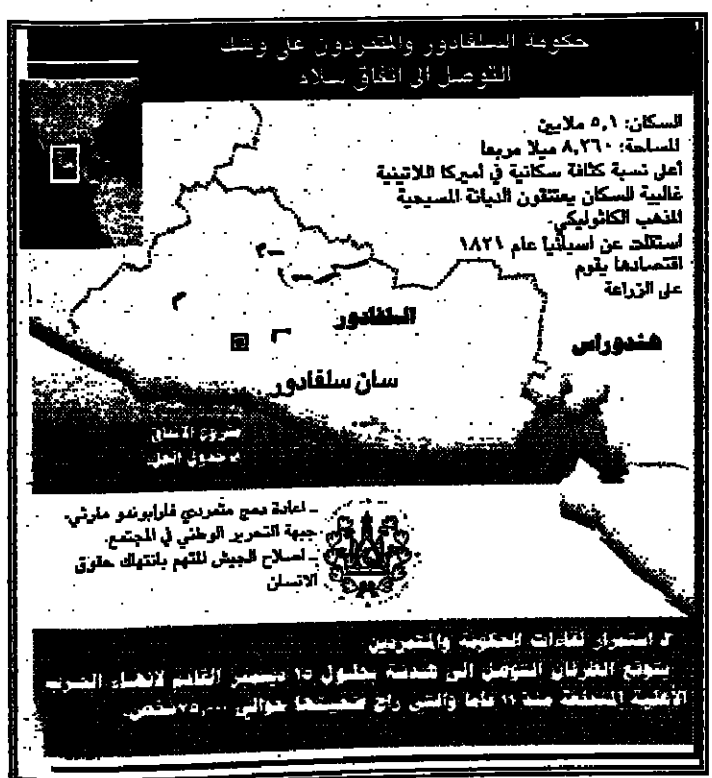 حكومة السلفادور والمتمردون على وشك
التوصل الى اتفاق سلام
السكان: ٥,١ ملايين
المساحة: ٨,٢٦٠ ميلا مربعا
أعلى نسبة كثافة سكانية في أميركا اللاتينية
غالبية السكان يعتنقون الديانة المسيحية
المذهب الكاثوليكي.
استقلت عن اسبانيا عام ١٨٢١
اقتصادها يقوم
على الزراعة
السلفادور
هندوراس
سان سلفادور
ـ اعادة دمج متمردي فارابوندو مارتي.
جبهة التحرير الوطني في المجتمع.
ـ اصلاح الجيش المتهم بانتهاك حقوق
الانسان
استمرار لقاءات الحكومة والمتمردين
يتوقع الطرفان التوصل الى هدنة بحلول ١٥ ديسمبر القادم لانهاء الحرب
الأهلية المندلعة منذ ١١ عاما والتي راح ضحيتها حوالي ٧٥,٠٠٠ شخص.